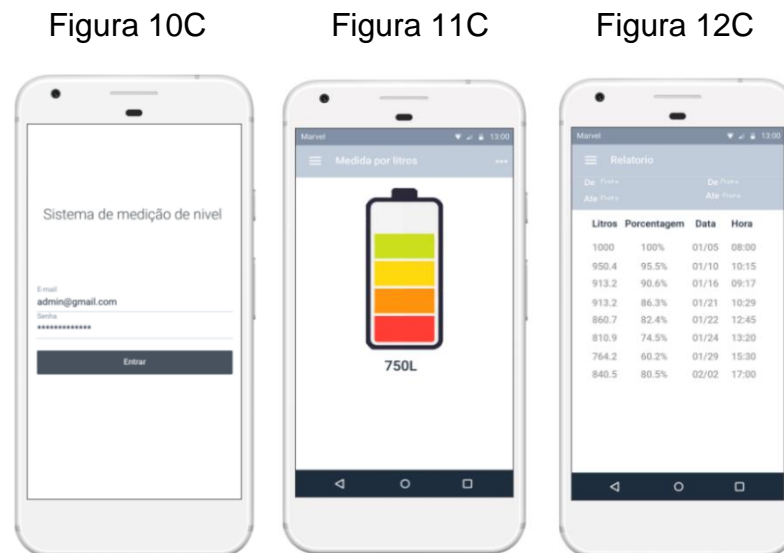 Figura 10C
Figura 11C
Figura 12C
Sistema de medição de nivel
E-mail
admin@gmail.com
Senha
*************
Entrar
Marvel
13:00
Medida por litros
750L
Marvel
13:00
Relatorio
De
De
Ate
Ate
Litros Porcentagem Data Hora
1000 100% 01/05 08:00
950.4 95.5% 01/10 10:15
913.2 90.6% 01/16 09:17
913.2 86.3% 01/21 10:29
860.7 82.4% 01/22 12:45
810.9 74.5% 01/24 13:20
764.2 60.2% 01/29 15:30
840.5 80.5% 02/02 17:00